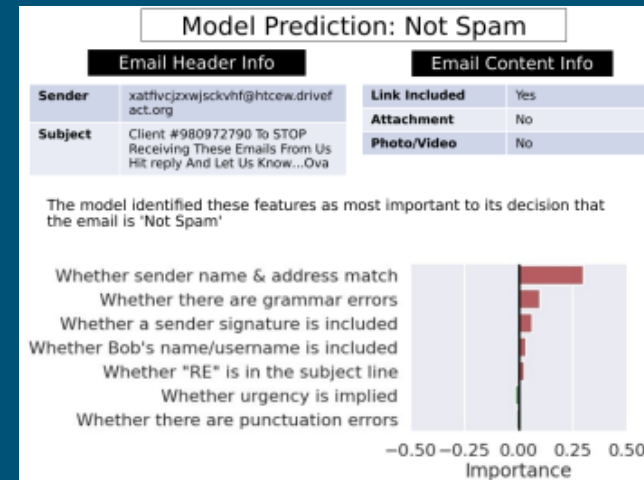 Model Prediction: Not Spam
Email Header Info
Email Content Info
Sender
xatfivcjzxwjsckvhf@htcew.drivef
act.org
Subject
Client #980972790 To STOP
Receiving These Emails From Us
Hit reply And Let Us Know...Ova
Link Included
Yes
Attachment
No
Photo/Video
No
The model identified these features as most important to its decision that
the email is 'Not Spam'
Whether sender name & address match
Whether there are grammar errors
Whether a sender signature is included
Whether Bob's name/username is included
Whether "RE" is in the subject line
Whether urgency is implied
Whether there are punctuation errors
−0.50 −0.25 0.00 0.25 0.50
Importance